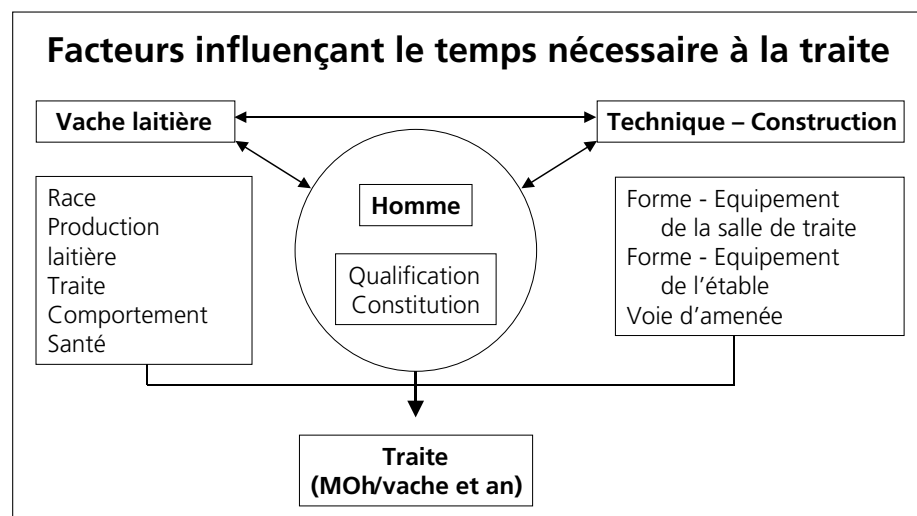 Facteurs influençant le temps nécessaire à la traite
Vache laitière
Technique – Construction
Race
Production
laitière
Traite
Comportement
Santé
Homme
Qualification
Constitution
Forme - Equipement
de la salle de traite
Forme - Equipement
de l'étable
Voie d'amenée
Traite
(MOh/vache et an)